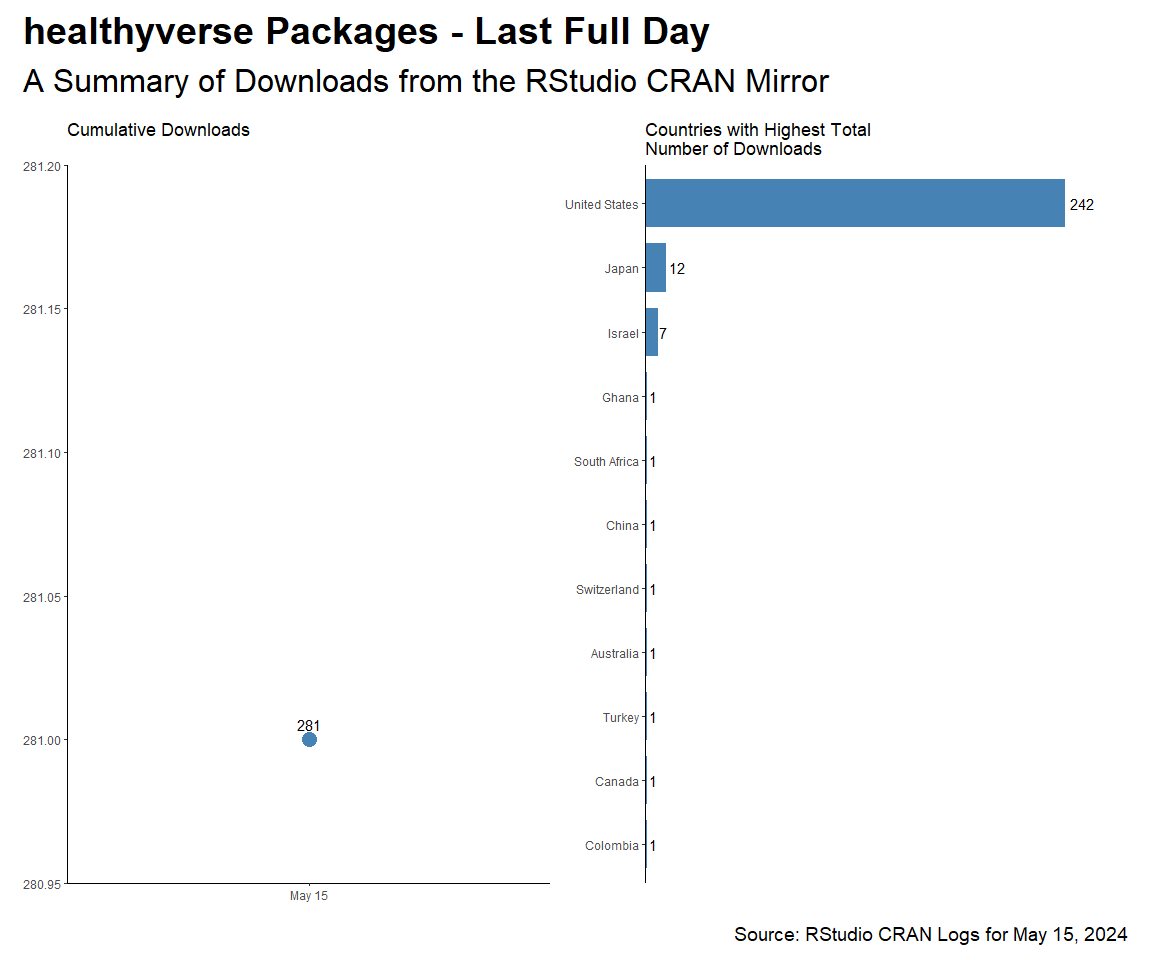 healthyverse Packages - Last Full Day
A Summary of Downloads from the RStudio CRAN Mirror
Cumulative Downloads
281.20
281.15
281.10
281.05
281.00
280.95
281
May 15
Countries with Highest Total
Number of Downloads
United States 242
Japan 12
Israel 7
Ghana 1
South Africa 1
China 1
Switzerland 1
Australia 1
Turkey 1
Canada 1
Colombia 1
Source: RStudio CRAN Logs for May 15, 2024